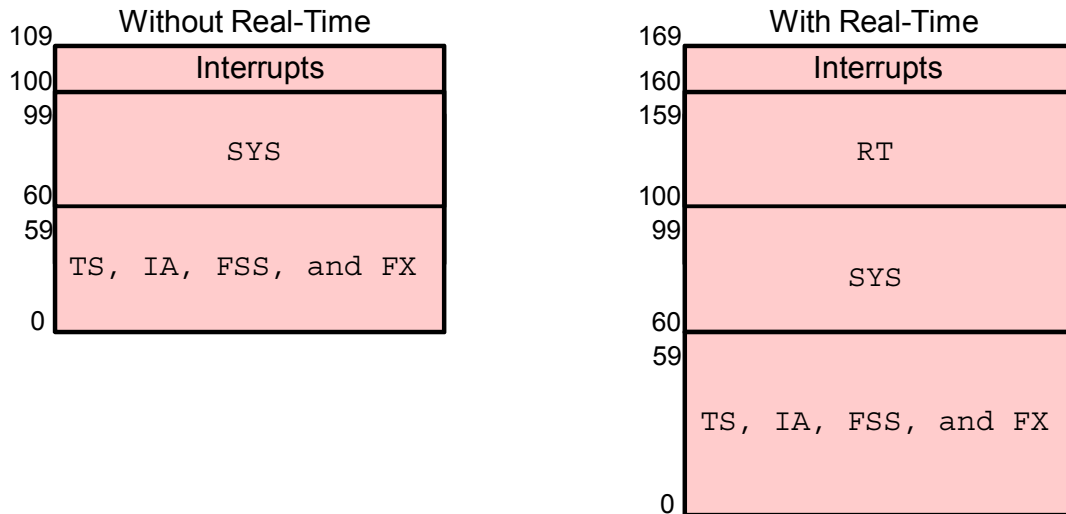 Without Real-Time
109
Interrupts
100
99
SYS
60
59
TS, IA, FSS, and FX
0
With Real-Time
169
Interrupts
160
159
RT
100
99
SYS
60
59
TS, IA, FSS, and FX
0